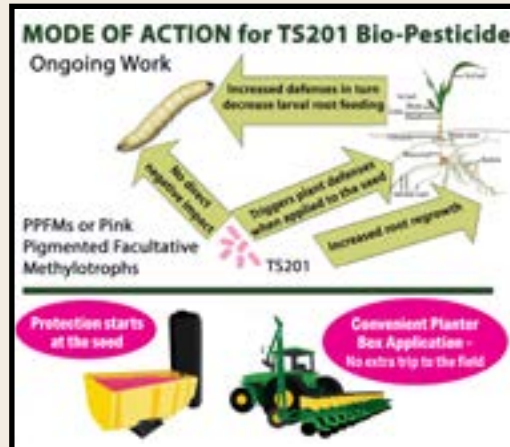 MODE OF ACTION for TS201 Bio-Pesticide
Ongoing Work
Increased defenses in turn
decrease larval root feeding
No direct
negative impact
Triggers plant defenses
when applied to the seed
Increased root regrowth
PPFMs or Pink
Pigmented Facultative
Methylotrophs
TS201
Protection starts
at the seed
Convenient Planter
Box Application -
No extra trip to the field